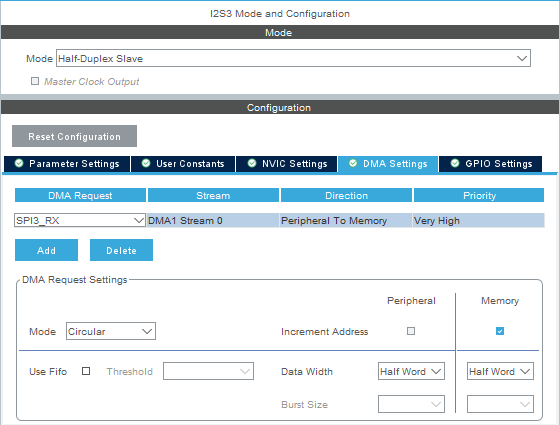 I2S3 Mode and Configuration
Mode
Mode Half-Duplex Slave
Master Clock Output
Configuration
Reset Configuration
Parameter Settings User Constants NVIC Settings DMA Settings GPIO Settings
DMA Request Stream Direction Priority
SPI3_RX DMA1 Stream 0 Peripheral To Memory Very High
Add Delete
DMA Request Settings
Peripheral Memory
Mode Circular Increment Address
Use Fifo Threshold Data Width Half Word Half Word
Burst Size